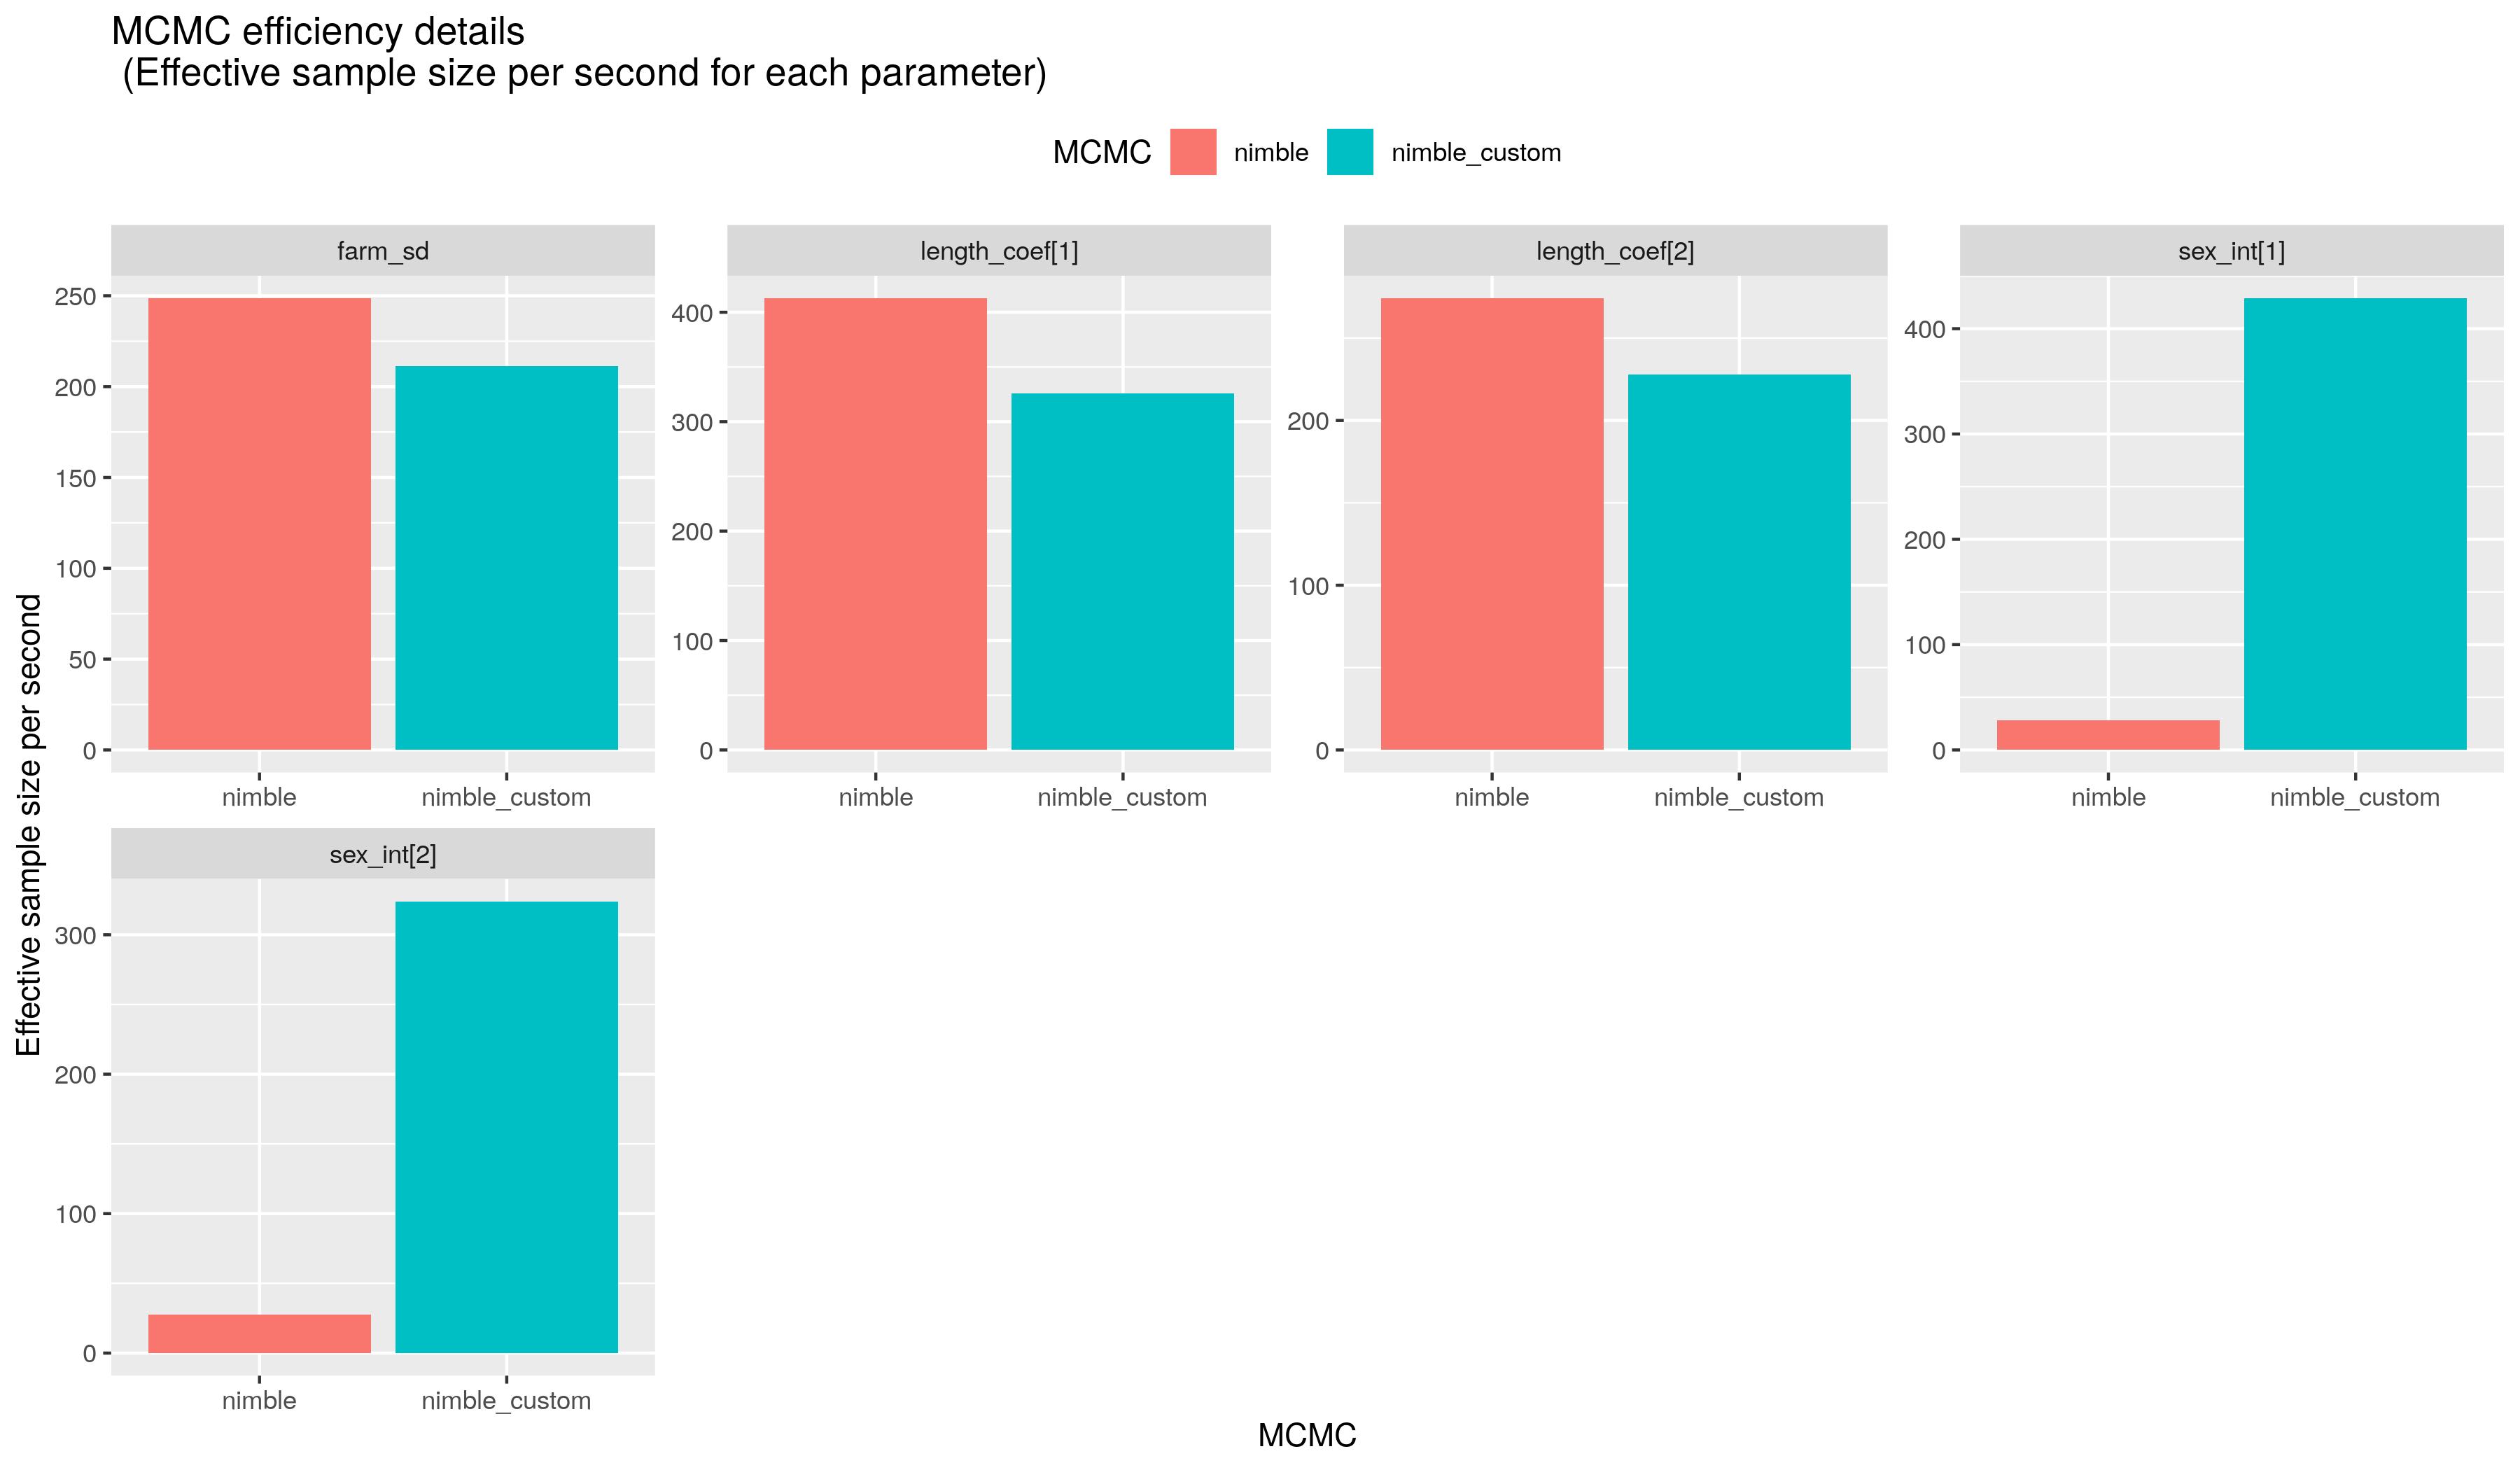 MCMC efficiency details
(Effective sample size per second for each parameter)
MCMC nimble nimble_custom
farm_sd
250
200
150
100
50
0
nimble nimble_custom
length_coef[1]
400
300
200
100
0
nimble nimble_custom
length_coef[2]
200
100
0
nimble nimble_custom
sex_int[1]
400
300
200
100
0
nimble nimble_custom
sex_int[2]
300
200
100
0
nimble nimble_custom
Effective sample size per second
MCMC